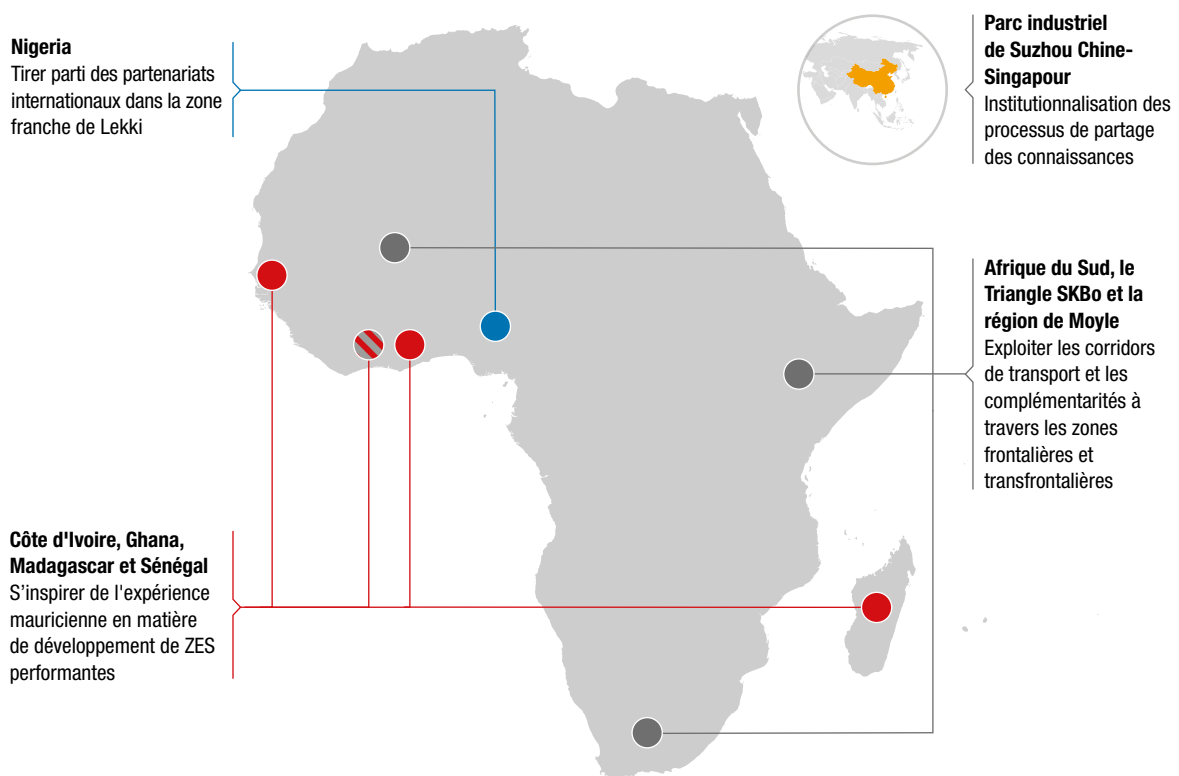 Nigeria
Tirer parti des partenariats
internationaux dans la zone
franche de Lekki
Parc industriel
de Suzhou Chine-
Singapour
Institutionnalisation des
processus de partage
des connaissances
Afrique du Sud, le
Triangle SKBo et la
région de Moyle
Exploiter les corridors
de transport et les
complémentarités à
travers les zones
frontalières et
transfrontalières
Côte d'Ivoire, Ghana,
Madagascar et Sénégal
S’inspirer de l'expérience
mauricienne en matière
de développement de ZES
performantes